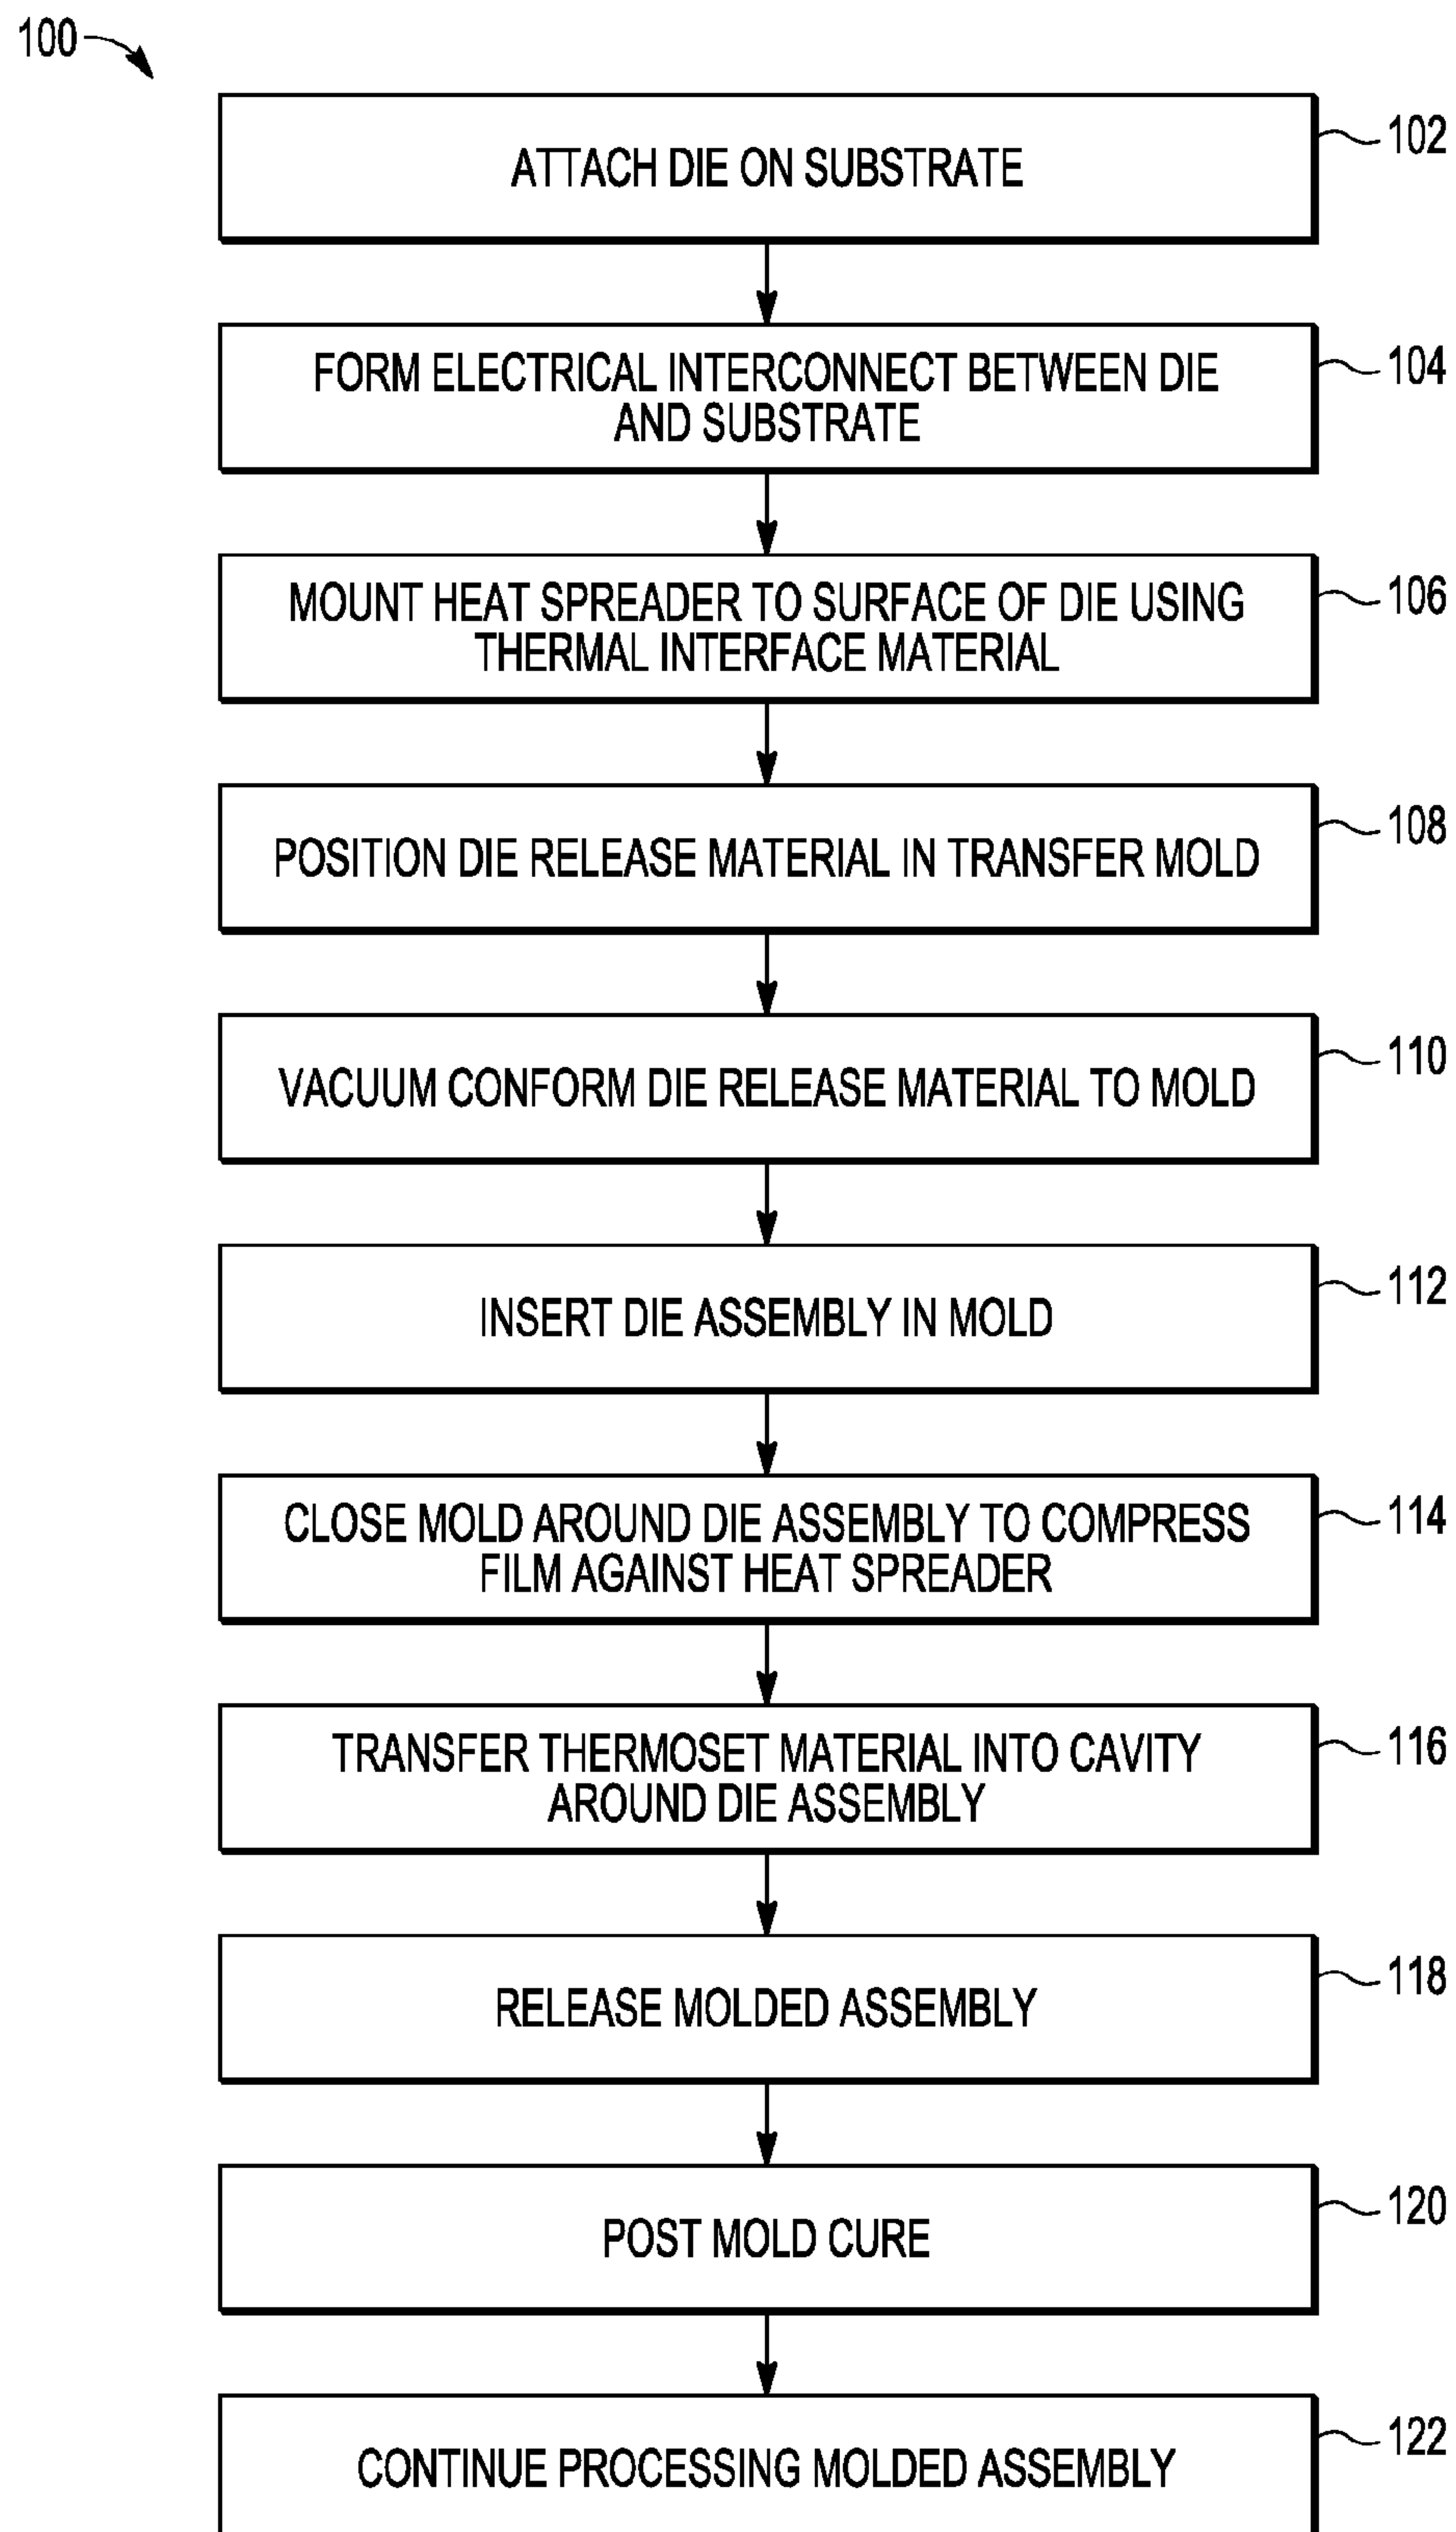 100
ATTACH DIE ON SUBSTRATE
102
FORM ELECTRICAL INTERCONNECT BETWEEN DIE
AND SUBSTRATE
104
MOUNT HEAT SPREADER TO SURFACE OF DIE USING
THERMAL INTERFACE MATERIAL
106
POSITION DIE RELEASE MATERIAL IN TRANSFER MOLD
108
VACUUM CONFORM DIE RELEASE MATERIAL TO MOLD
110
INSERT DIE ASSEMBLY IN MOLD
112
CLOSE MOLD AROUND DIE ASSEMBLY TO COMPRESS
FILM AGAINST HEAT SPREADER
114
TRANSFER THERMOSET MATERIAL INTO CAVITY
AROUND DIE ASSEMBLY
116
RELEASE MOLDED ASSEMBLY
118
POST MOLD CURE
120
CONTINUE PROCESSING MOLDED ASSEMBLY
122